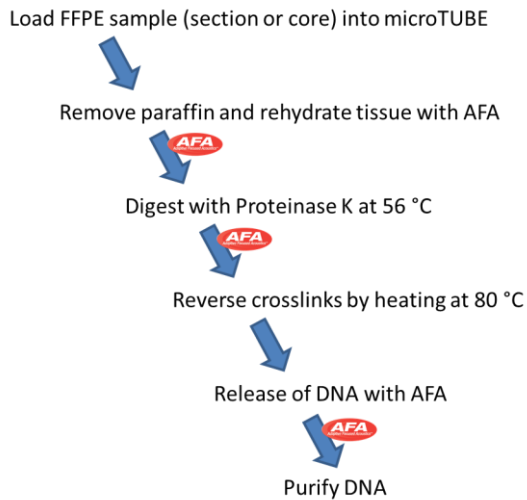 Load FFPE sample (section or core) into microTUBE
Remove paraffin and rehydrate tissue with AFA
AFA
Digest with Proteinase K at 56 °C
AFA
Reverse crosslinks by heating at 80 °C
Release of DNA with AFA
AFA
Purify DNA